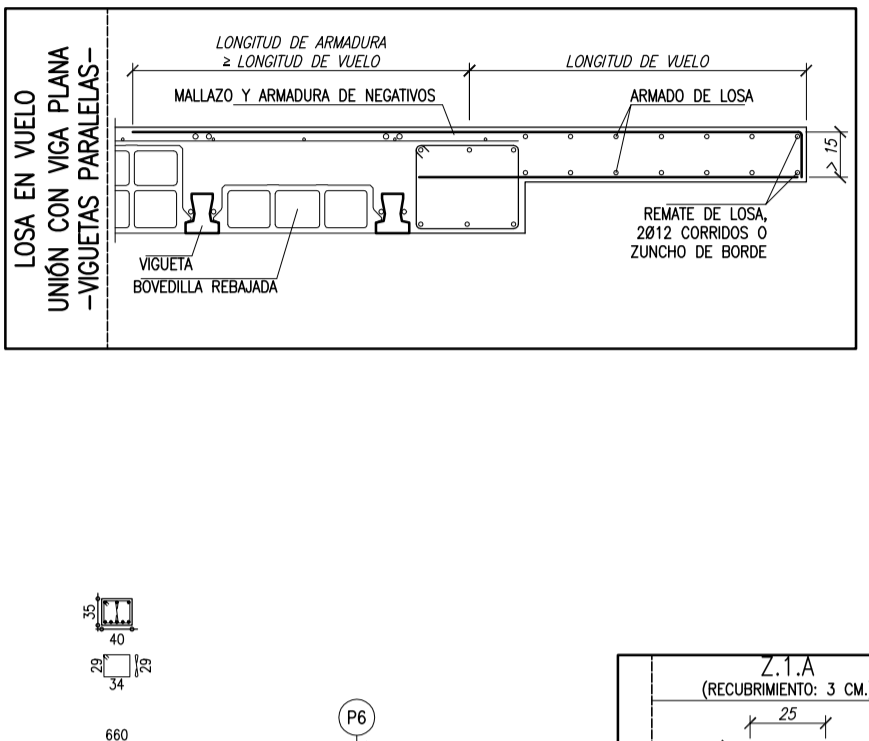 LOSA EN VUELO
UNIÓN CON VIGA PLANA
-VIGUETAS PARALELAS-
LONGITUD DE ARMADURA
≥ LONGITUD DE VUELO
LONGITUD DE VUELO
MALLAZO Y ARMADURA DE NEGATIVOS
ARMADO DE LOSA
> 15
REMATE DE LOSA,
2Ø12 CORRIDOS O
ZUNCHO DE BORDE
VIGUETA
BOVEDILLA REBAJADA
35
40
29
29
34
660
P6
Z.1.A
(RECUBRIMIENTO: 3 CM.
25